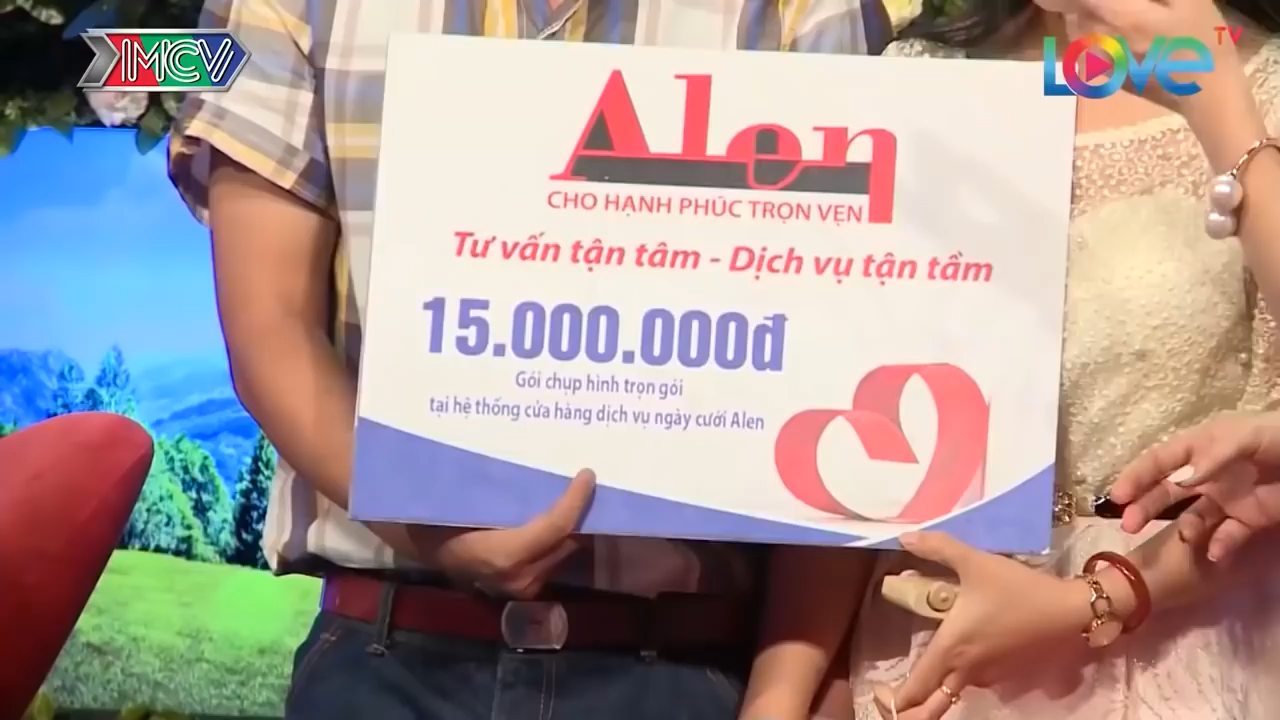 MCV
LOVE TV
Alen
CHO HẠNH PHÚC TRỌN VẸN
Tư vấn tận tâm - Dịch vụ tận tầm
15.000.000đ
Gói chụp hình trọn gói
tại hệ thống cửa hàng dịch vụ ngày cưới Alen